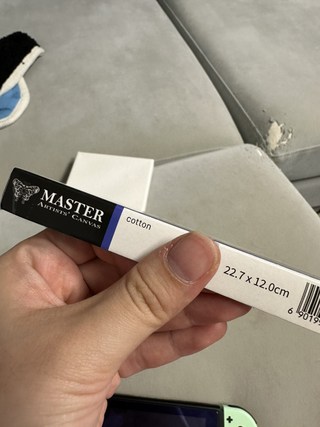 MASTER
ARTISTS' CANVAS
cotton
22.7 x 12.0cm